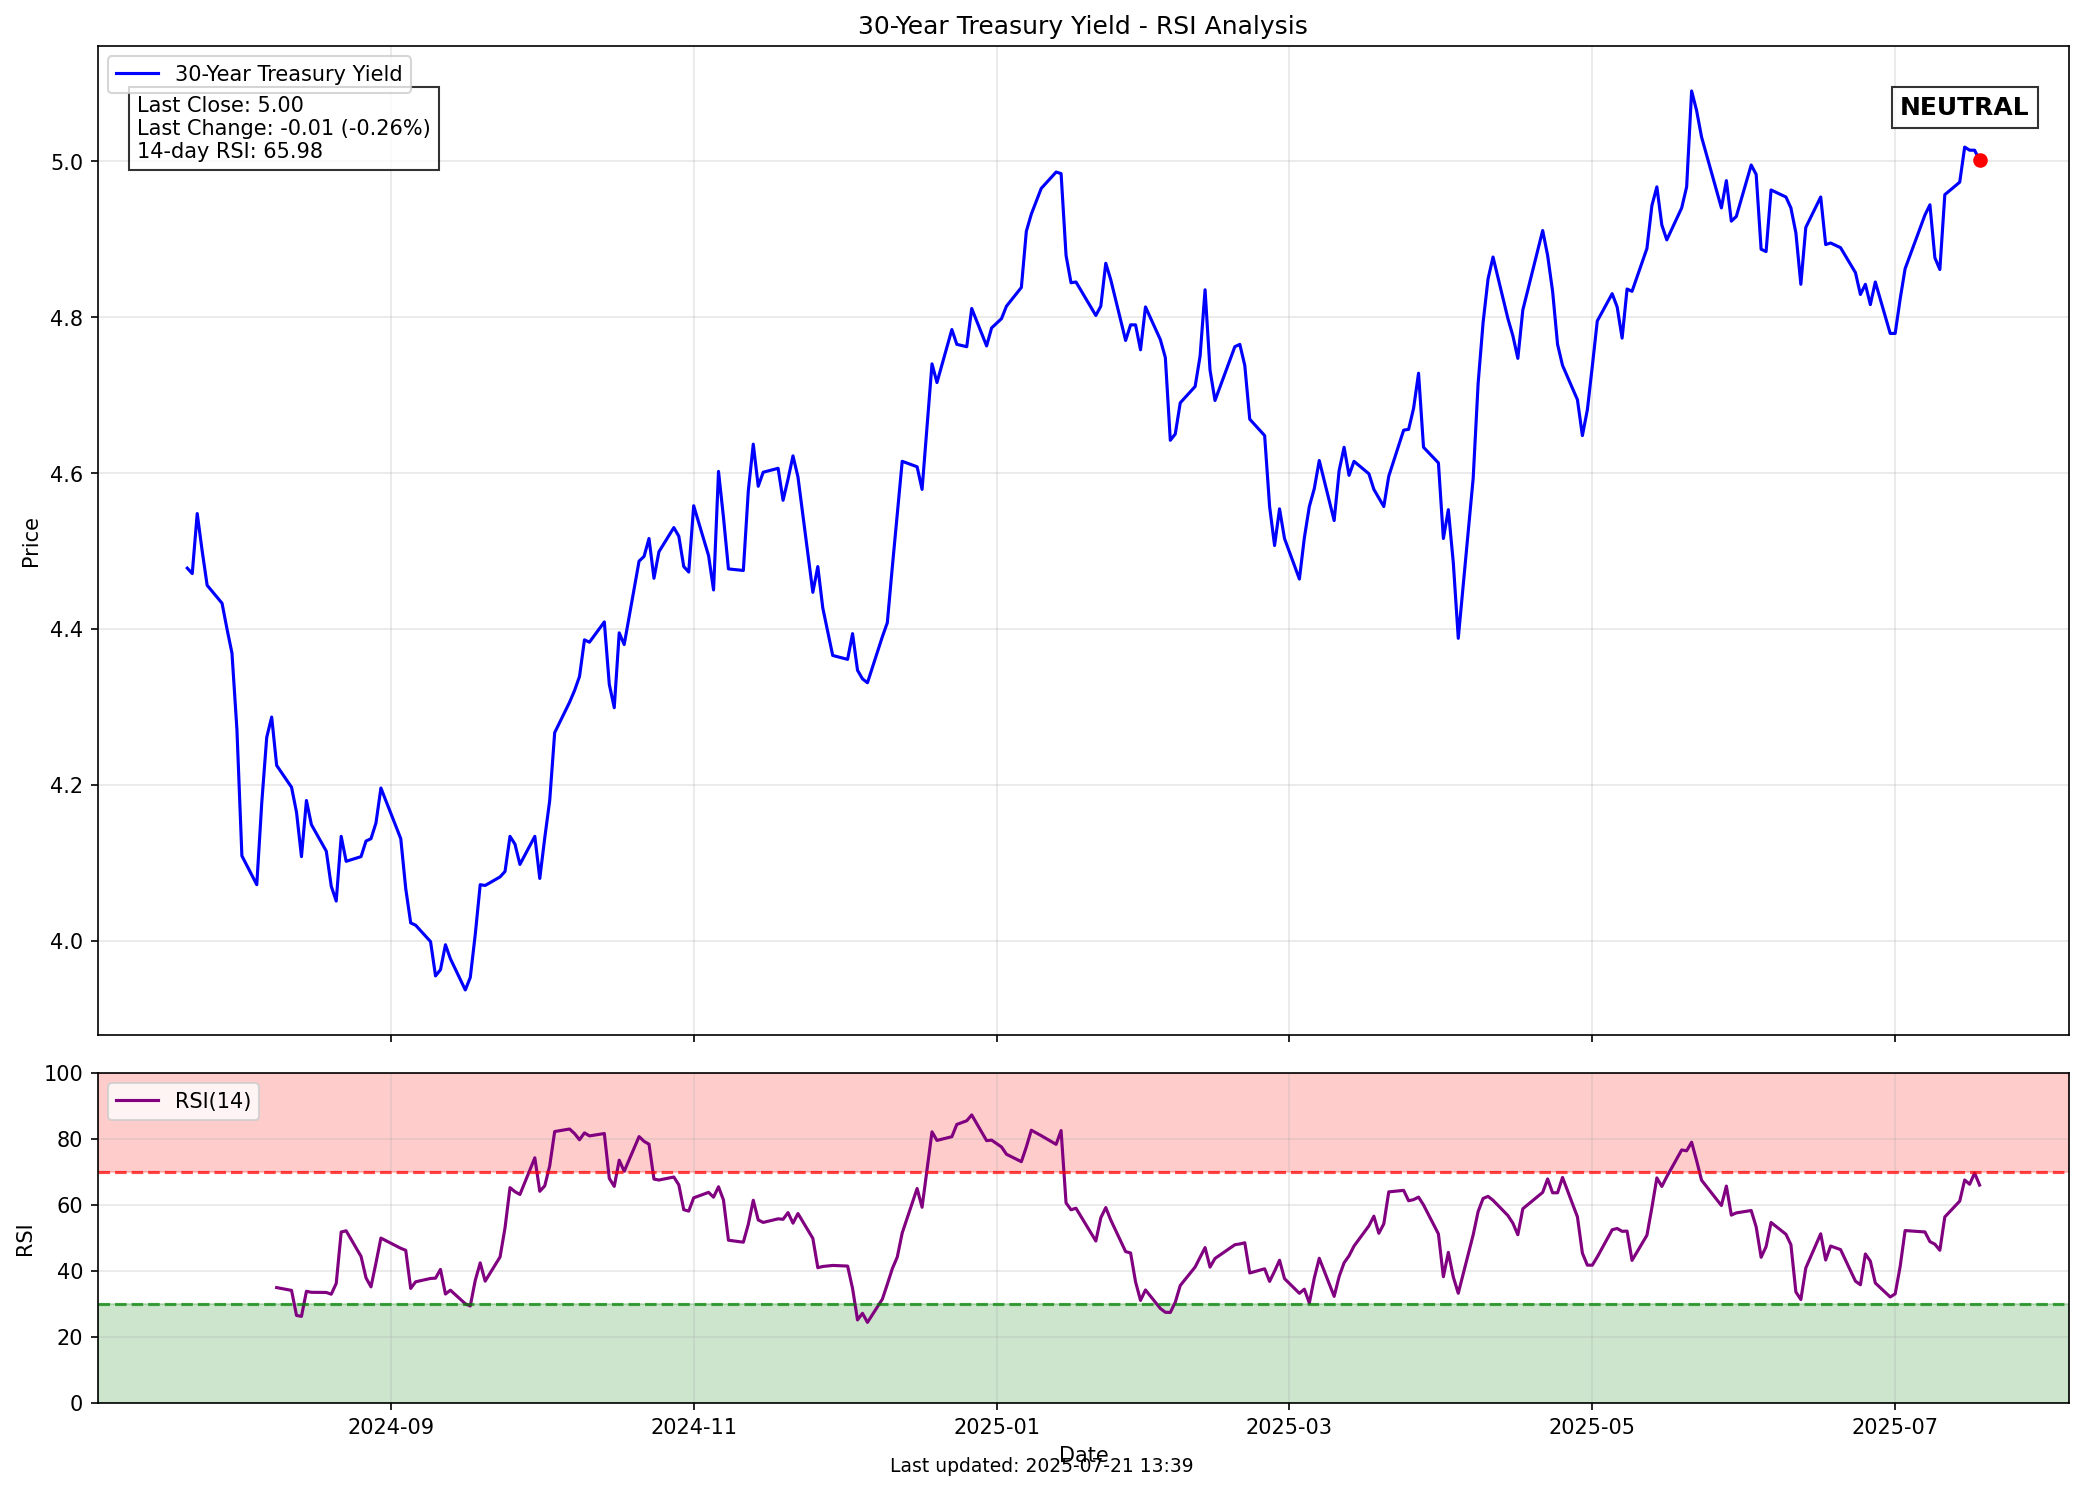 30-Year Treasury Yield - RSI Analysis
30-Year Treasury Yield
Last Close: 5.00
Last Change: -0.01 (-0.26%)
14-day RSI: 65.98
NEUTRAL
Price
5.0
4.8
4.6
4.4
4.2
4.0
RSI(14)
RSI
100
80
60
40
20
0
2024-09
2024-11
2025-01
2025-03
2025-05
2025-07
Date
Last updated: 2025-07-21 13:39